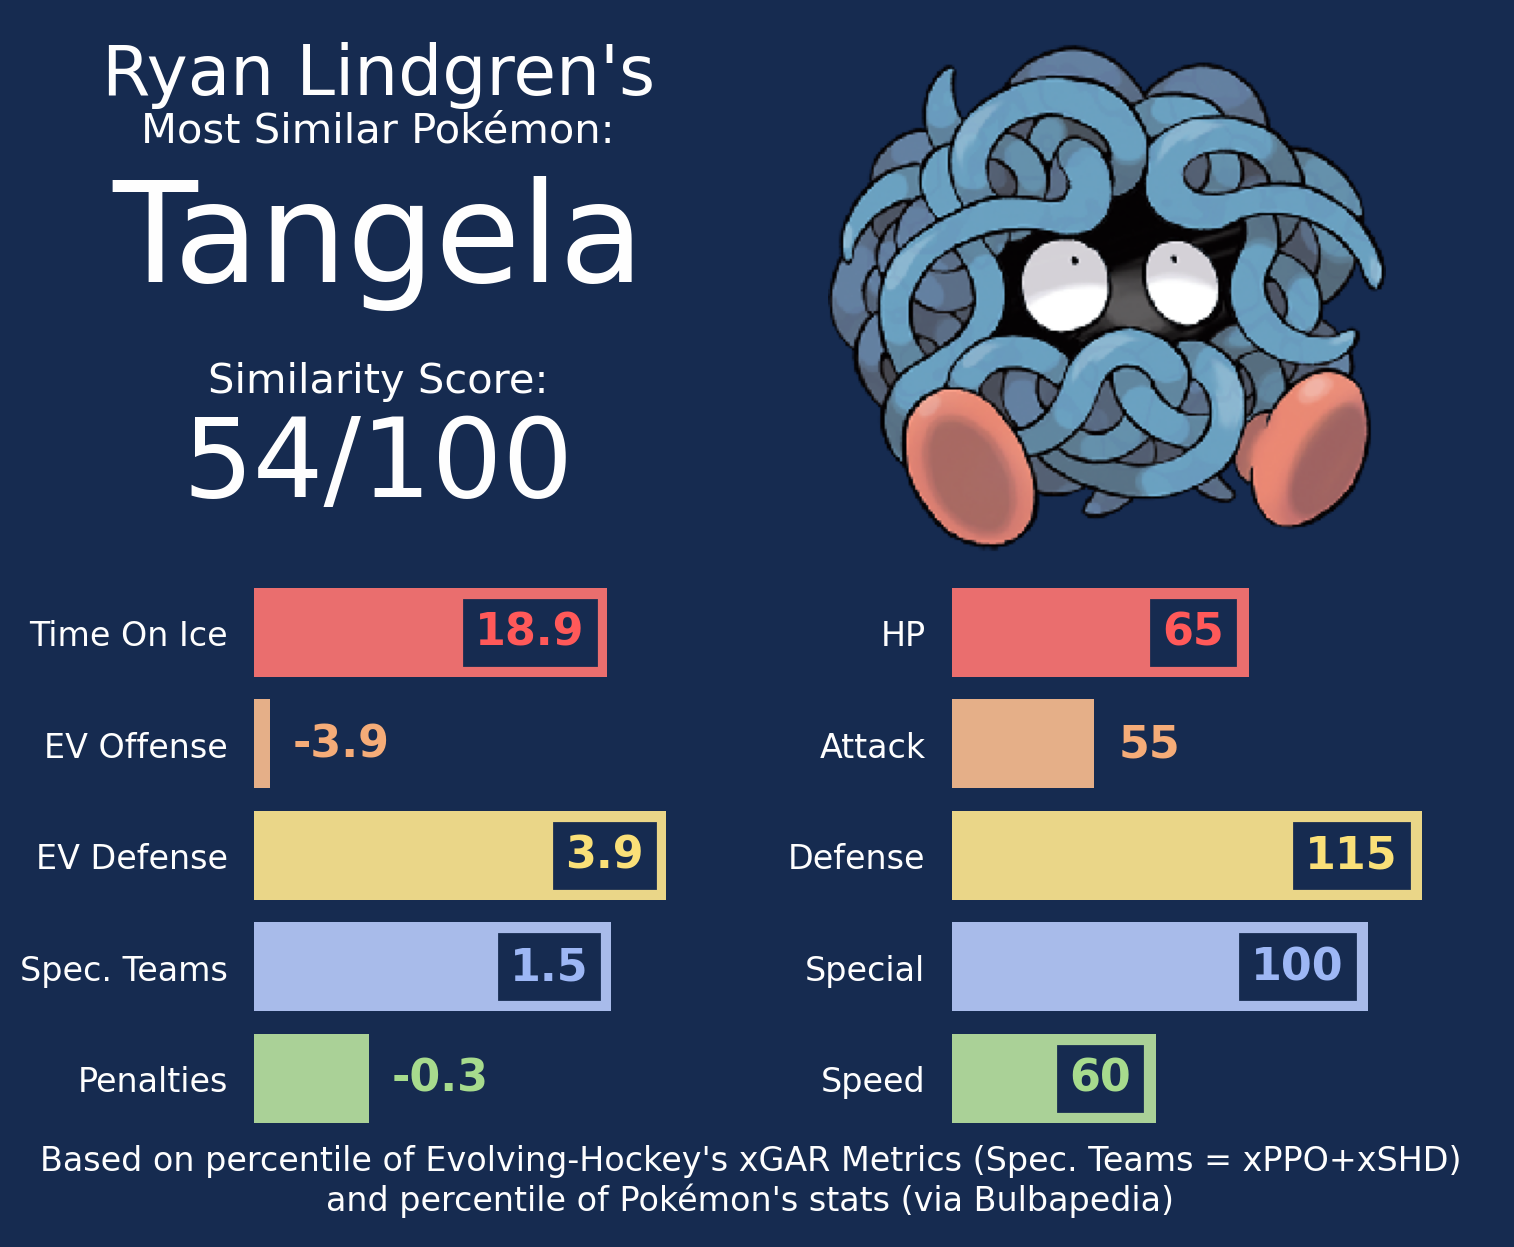 Ryan Lindgren's
Most Similar Pokémon:
Tangela
Similarity Score:
54/100
Time On Ice 18.9
EV Offense -3.9
EV Defense 3.9
Spec. Teams 1.5
Penalties -0.3
HP 65
Attack 55
Defense 115
Special 100
Speed 60
Based on percentile of Evolving-Hockey's xGAR Metrics (Spec. Teams = xPPO+xSHD)
and percentile of Pokémon's stats (via Bulbapedia)